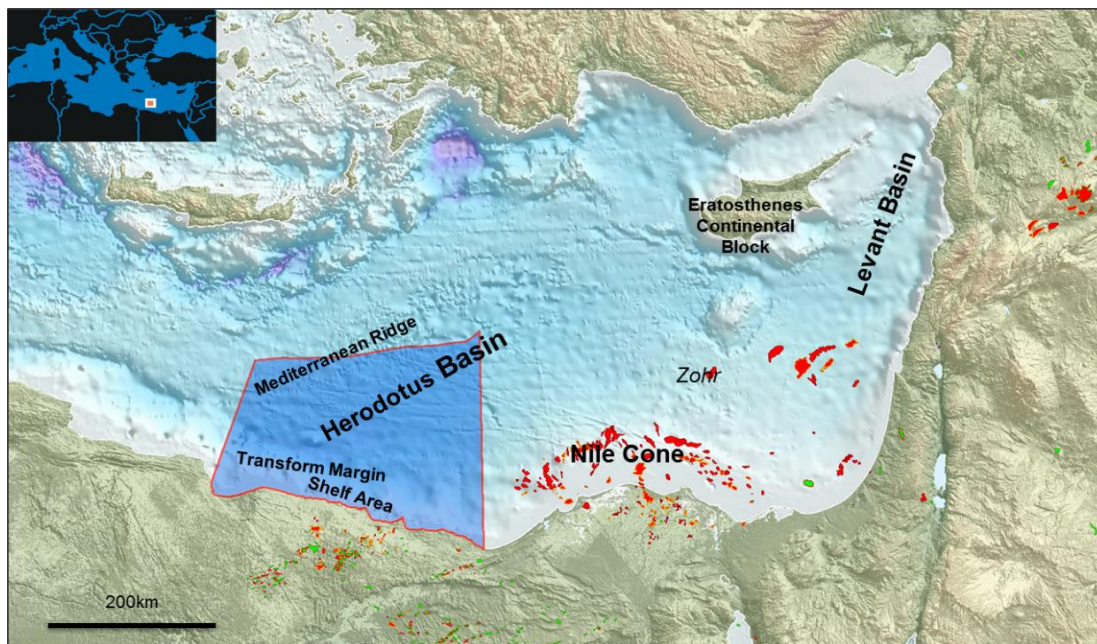 Eratosthenes
Continental
Block
Levant Basin
Mediterranean Ridge
Herodotus Basin
Zohr
Nile Cone
Transform Margin
Shelf Area
200km